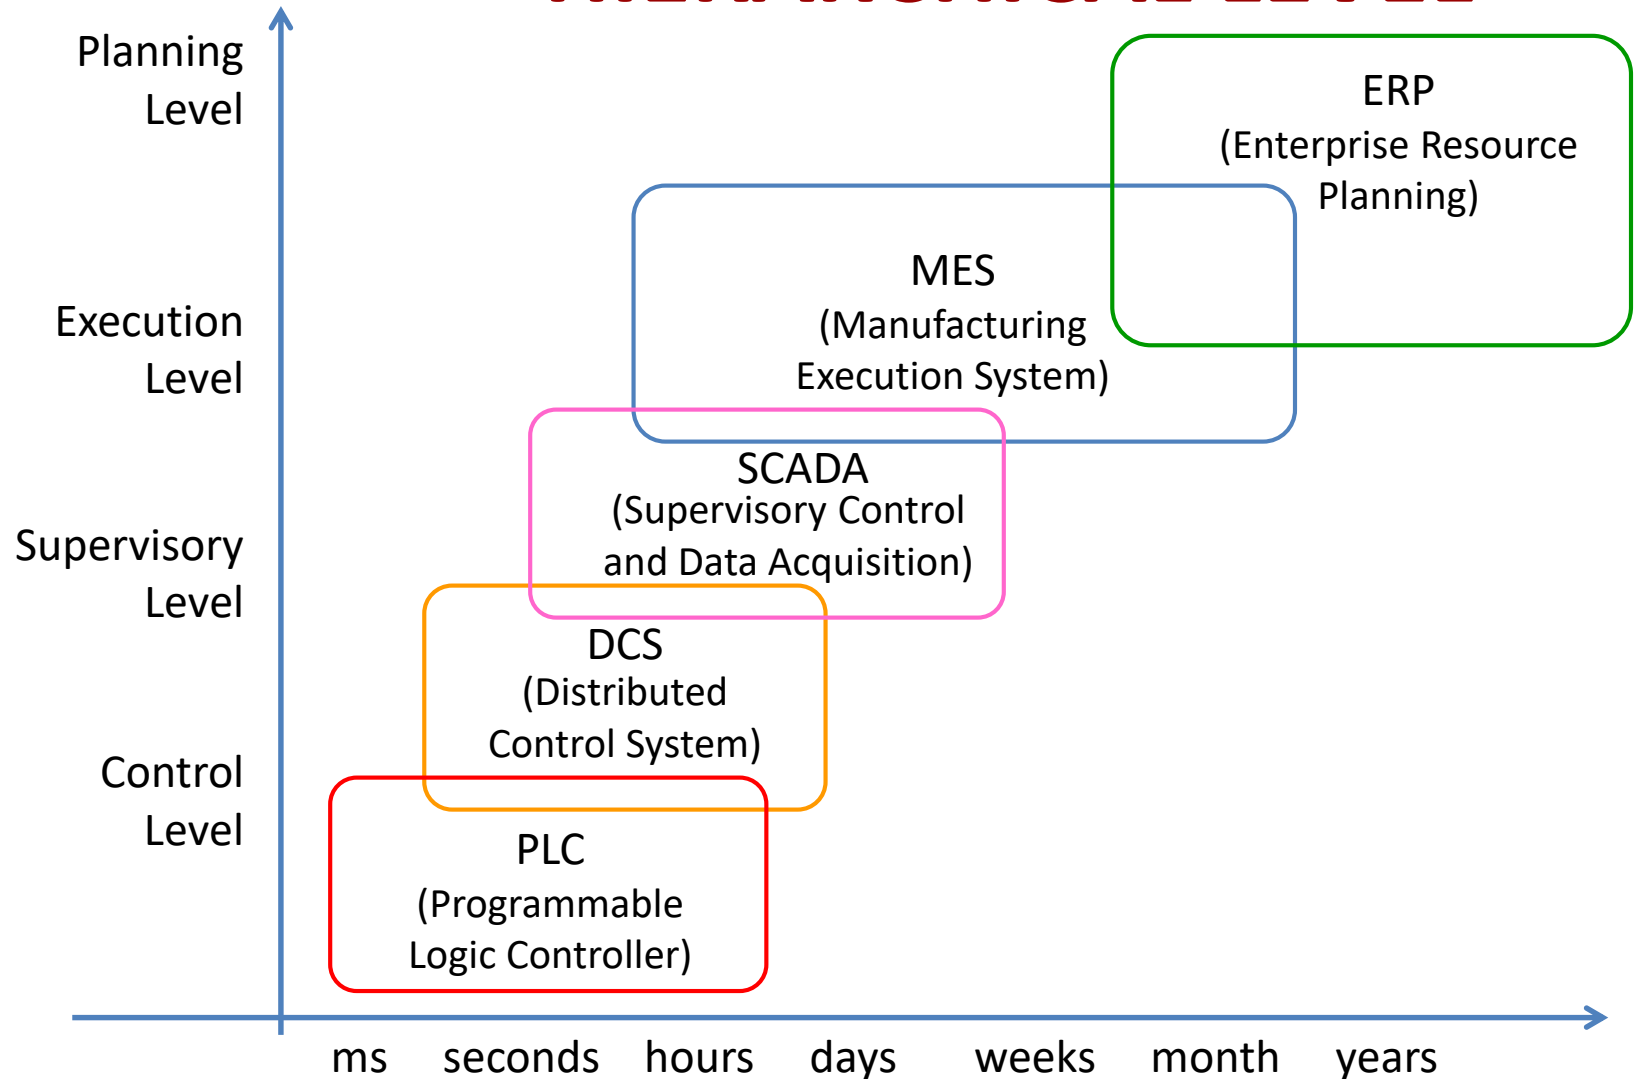 Planning
Level
ERP
(Enterprise Resource
Planning)
Execution
Level
MES
(Manufacturing
Execution System)
Supervisory
Level
SCADA
(Supervisory Control
and Data Acquisition)
DCS
(Distributed
Control System)
Control
Level
PLC
(Programmable
Logic Controller)
ms seconds hours days weeks month years